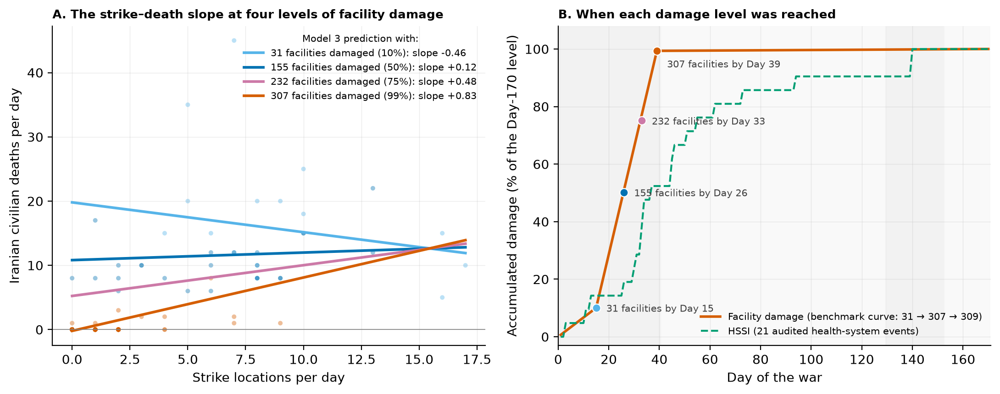 A. The strike–death slope at four levels of facility damage
Iranian civilian deaths per day
40
30
20
10
0
Model 3 prediction with:
31 facilities damaged (10%): slope -0.46
155 facilities damaged (50%): slope +0.12
232 facilities damaged (75%): slope +0.48
307 facilities damaged (99%): slope +0.83
0.0 2.5 5.0 7.5 10.0 12.5 15.0 17.5
Strike locations per day
B. When each damage level was reached
Accumulated damage (% of the Day-170 level)
100
80
60
40
20
0
307 facilities by Day 39
232 facilities by Day 33
155 facilities by Day 26
31 facilities by Day 15
Facility damage (benchmark curve: 31 → 307 → 309)
HSSI (21 audited health-system events)
0 20 40 60 80 100 120 140 160
Day of the war